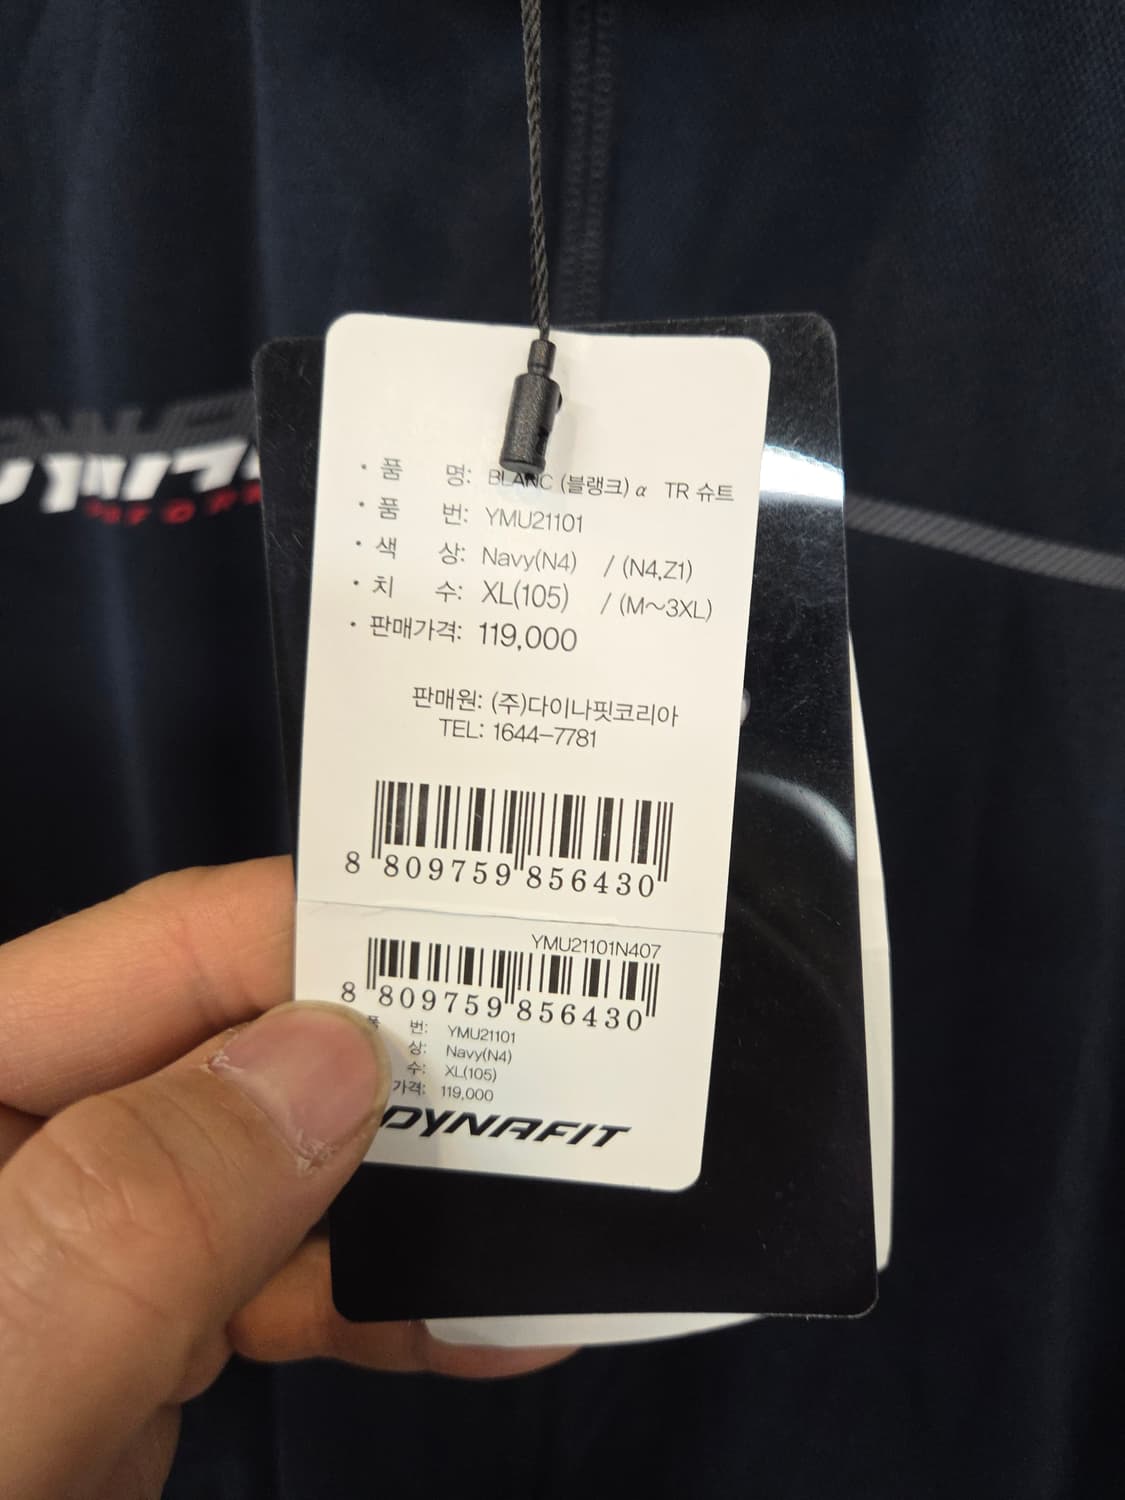 · 품 명: BLANC (블랭크) α TR 슈트
· 품 번: YMU21101
· 색 상: Navy(N4) / (N4,Z1)
· 치 수: XL(105) / (M~3XL)
· 판매가격: 119,000
판매원: (주)다이나핏코리아
TEL: 1644-7781
8 809759 856430
YMU21101N407
8 809759 856430
품 번: YMU21101
상: Navy(N4)
수: XL(105)
가격: 119,000
DYNAFIT